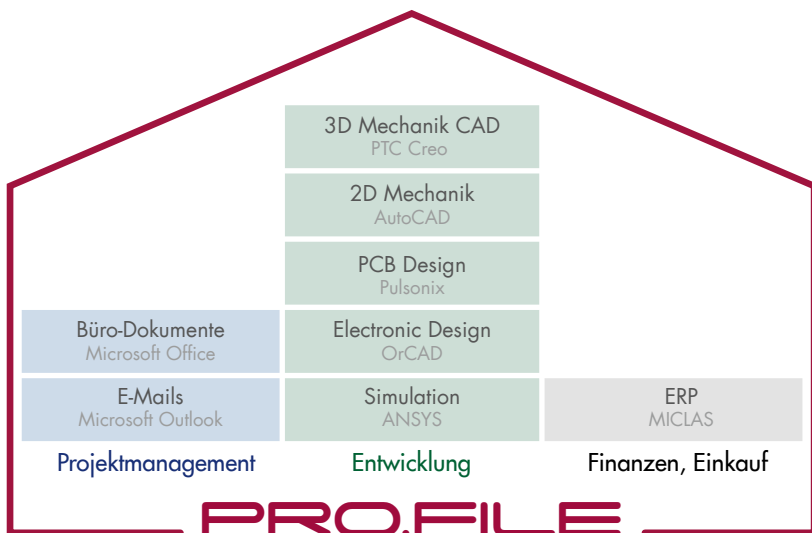 3D Mechanik CAD
PTC Creo
2D Mechanik
AutoCAD
PCB Design
Pulsonix
Büro-Dokumente
Microsoft Office
Electronic Design
OrCAD
E-Mails
Microsoft Outlook
Simulation
ANSYS
ERP
MICLAS
Projektmanagement
Entwicklung
Finanzen, Einkauf
PRO.FILE